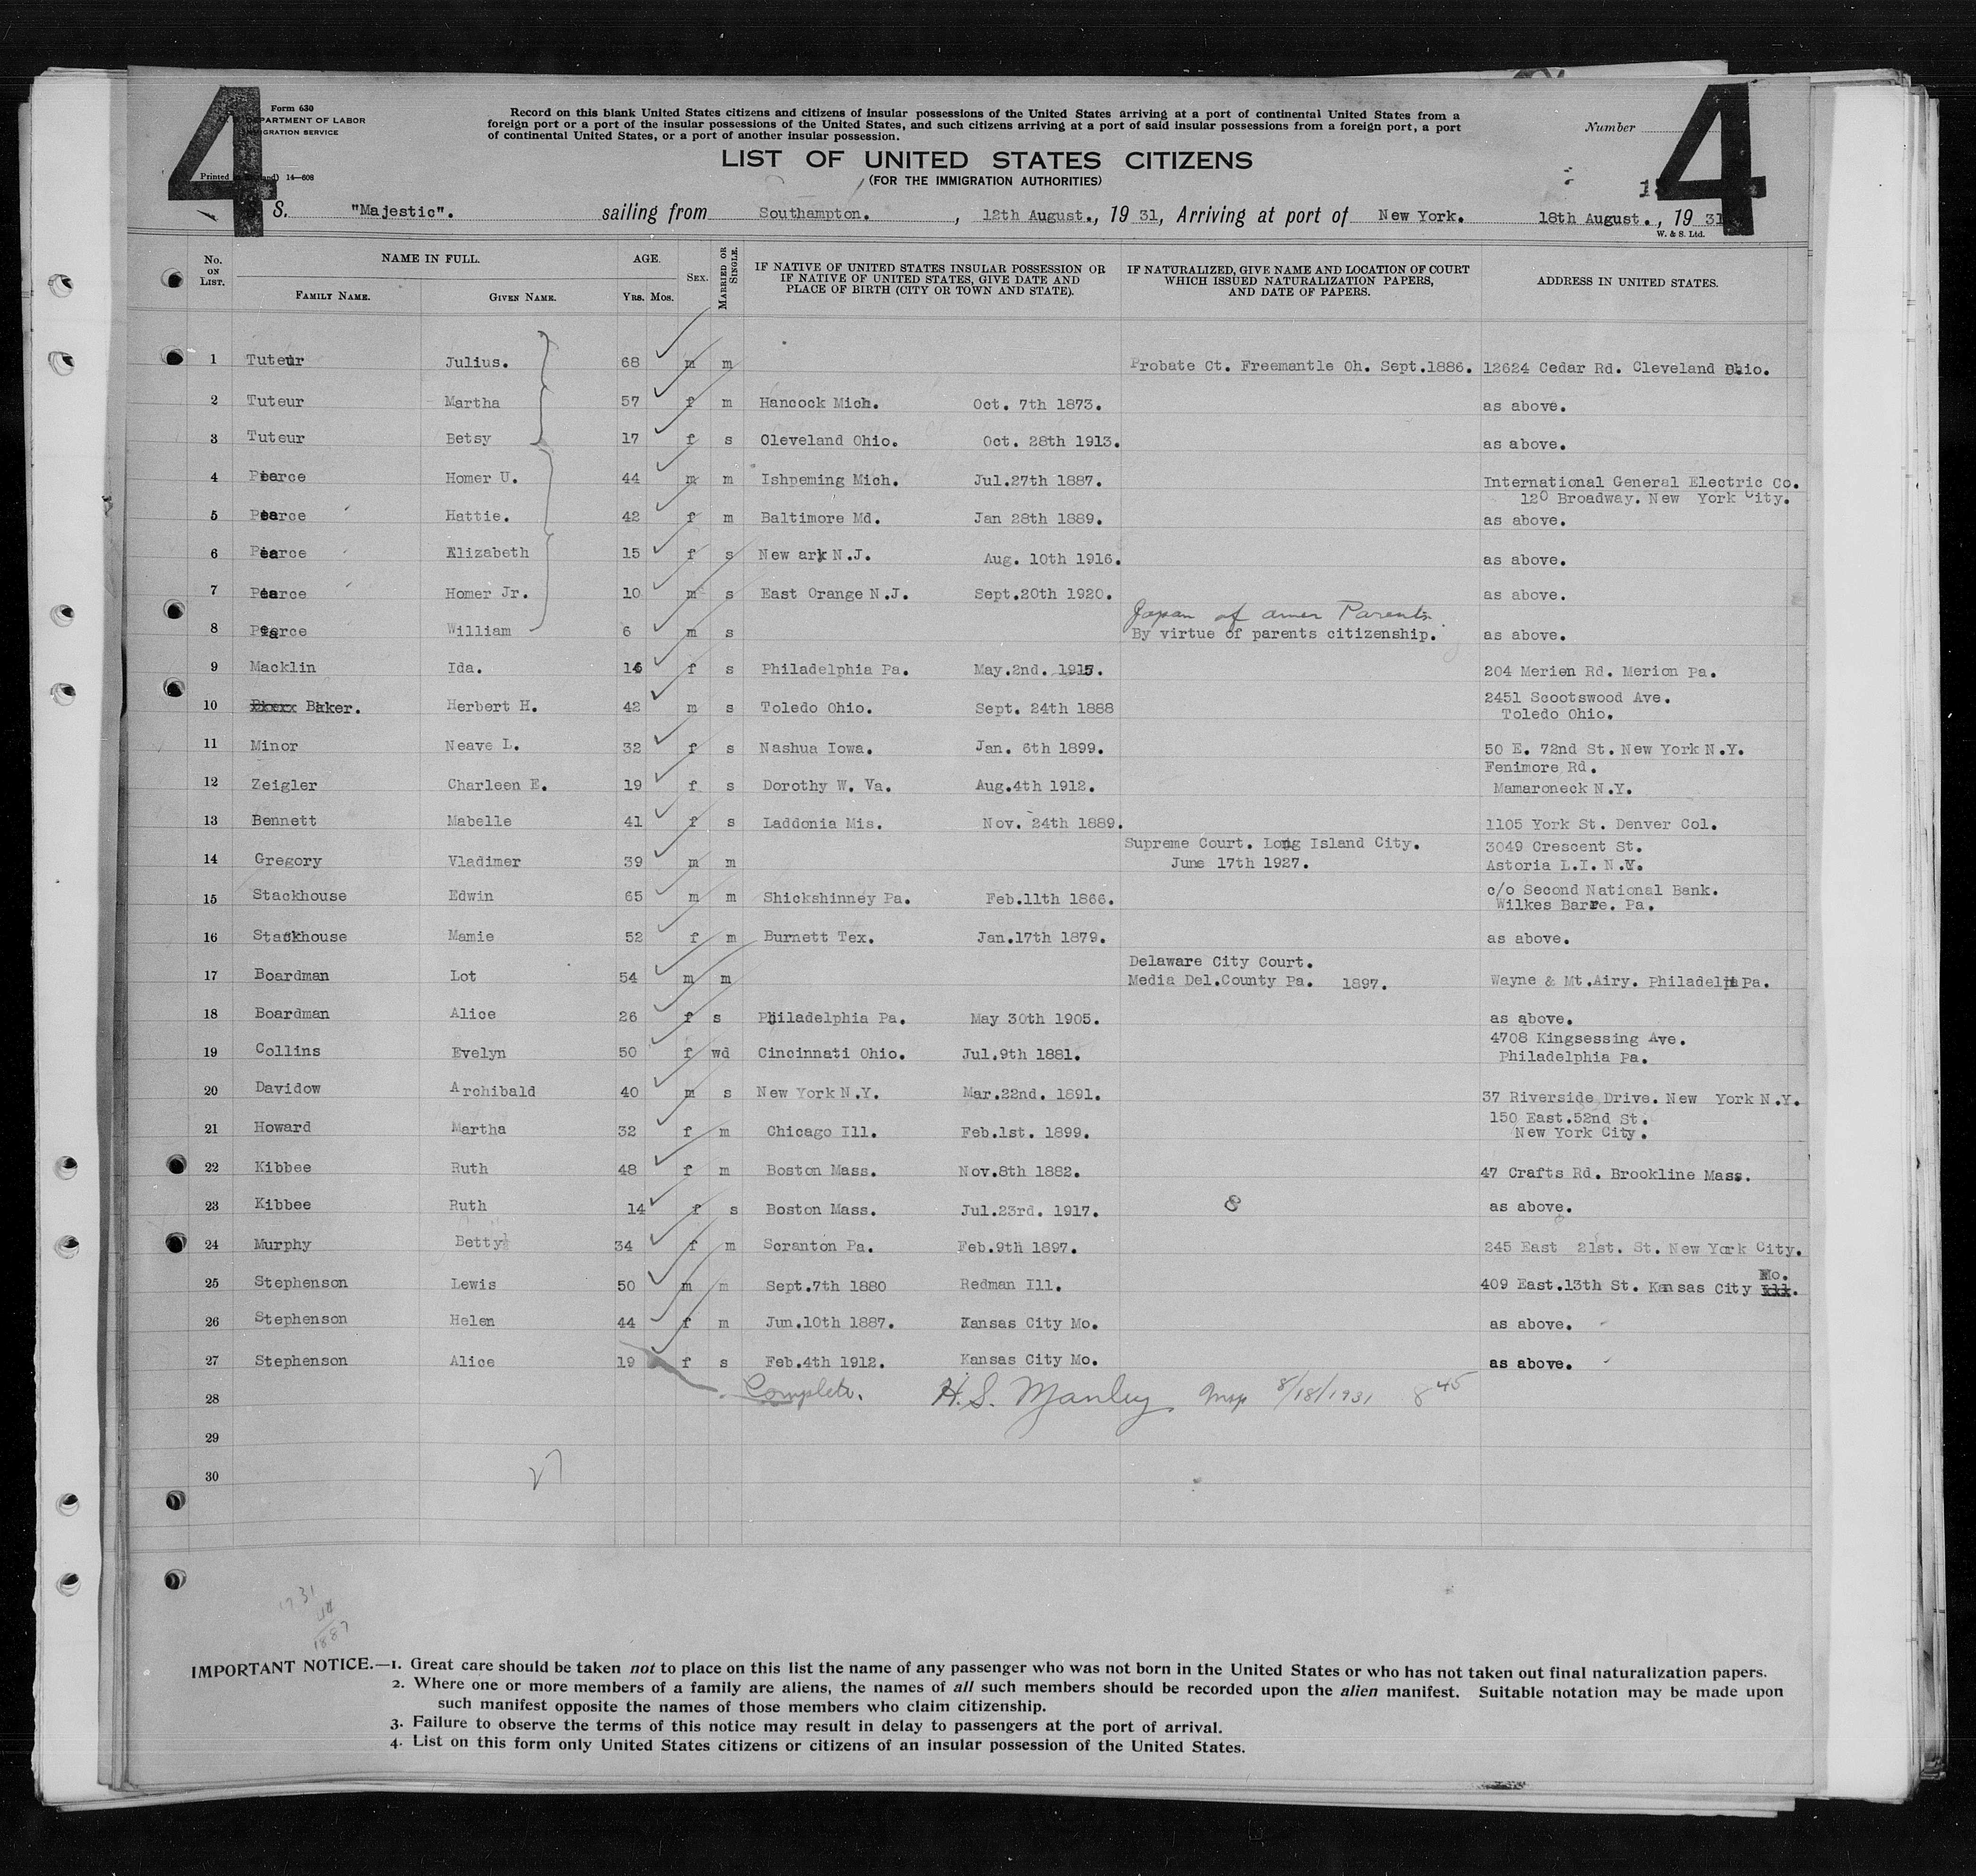 4
4
Form 630
DEPARTMENT OF LABOR
IMMIGRATION SERVICE
Printed 14—608
Record on this blank United States citizens and citizens of insular possessions of the United States arriving at a port of continental United States from a
foreign port or a port of the insular possessions of the United States, and such citizens arriving at a port of said insular possessions from a foreign port, a port
of continental United States, or a port of another insular possession.
Number
LIST OF UNITED STATES CITIZENS
(FOR THE IMMIGRATION AUTHORITIES)
S. "Majestic". sailing from Southampton. , 12th August., 19 31, Arriving at port of New York. 18th August., 19 31
W. & S. Ltd.
No. ON LIST. NAME IN FULL. FAMILY NAME. GIVEN NAME. AGE. YRS. MOS. SEX. MARRIED OR SINGLE. IF NATIVE OF UNITED STATES INSULAR POSSESSION OR IF NATIVE OF UNITED STATES, GIVE DATE AND PLACE OF BIRTH (CITY OR TOWN AND STATE). IF NATURALIZED, GIVE NAME AND LOCATION OF COURT WHICH ISSUED NATURALIZATION PAPERS, AND DATE OF PAPERS. ADDRESS IN UNITED STATES.
1 Tuteur Julius. 68 m m Probate Ct. Freemantle Oh. Sept.1886. 12624 Cedar Rd. Cleveland Ohio.
2 Tuteur Martha 57 f m Hancock Mich. Oct. 7th 1873. as above.
3 Tuteur Betsy 17 f s Cleveland Ohio. Oct. 28th 1913. as above.
4 Pearce Homer U. 44 m m Ishpeming Mich. Jul.27th 1887. International General Electric Co.
120 Broadway. New York City.
5 Pearce Hattie. 42 f m Baltimore Md. Jan 28th 1889. as above.
6 Pearce Elizabeth 15 f s New ark N.J. Aug. 10th 1916. as above.
7 Pearce Homer Jr. 10 m s East Orange N.J. Sept.20th 1920. as above.
Japan of amer Parents
8 Pearce William 6 m s By virtue of parents citizenship. as above.
9 Macklin Ida. 16 f s Philadelphia Pa. May.2nd. 1915. 204 Merien Rd. Merion Pa.
10 Baker. Herbert H. 42 m s Toledo Ohio. Sept. 24th 1888 2451 Scootswood Ave.
Toledo Ohio.
11 Minor Neave L. 32 f s Nashua Iowa. Jan. 6th 1899. 50 E. 72nd St. New York N.Y.
Fenimore Rd.
12 Zeigler Charleen E. 19 f s Dorothy W. Va. Aug.4th 1912. Mamaroneck N.Y.
13 Bennett Mabelle 41 f s Laddonia Mis. Nov. 24th 1889. 1105 York St. Denver Col.
Supreme Court. Long Island City. 3049 Crescent St.
14 Gregory Vladimer 39 m m June 17th 1927. Astoria L.I. N.Y.
15 Stackhouse Edwin 65 m m Shickshinney Pa. Feb.11th 1866. c/o Second National Bank.
Wilkes Barre. Pa.
16 Stackhouse Mamie 52 f m Burnett Tex. Jan.17th 1879. as above.
Delaware City Court.
17 Boardman Lot 54 m m Media Del.County Pa. 1897. Wayne & Mt.Airy. Philadelphia Pa.
18 Boardman Alice 26 f s Philadelphia Pa. May 30th 1905. as above.
19 Collins Evelyn 50 f wd Cincinnati Ohio. Jul.9th 1881. 4708 Kingsessing Ave.
Philadelphia Pa.
20 Davidow Archibald 40 m s New York N.Y. Mar.22nd. 1891. 37 Riverside Drive. New York N.Y.
21 Howard Martha 32 f m Chicago Ill. Feb.1st. 1899. 150 East.52nd St.
New York City.
22 Kibbee Ruth 48 f m Boston Mass. Nov.8th 1882. 47 Crafts Rd. Brookline Mass.
23 Kibbee Ruth 14 f s Boston Mass. Jul.23rd. 1917. 8 as above.
24 Murphy Betty 34 f m Scranton Pa. Feb.9th 1897. 245 East 21st. St. New York City.
25 Stephenson Lewis 50 m m Sept.7th 1880 Redman Ill. 409 East.13th St. Kansas City Mo.
26 Stephenson Helen 44 f m Jun.10th 1887. Kansas City Mo. as above.
27 Stephenson Alice 19 f s Feb.4th 1912. Kansas City Mo. as above.
28 Complete. H.S. Manley Insp 8/18/1931 8 45
29
30
27
1931
44
1887
IMPORTANT NOTICE.—1. Great care should be taken not to place on this list the name of any passenger who was not born in the United States or who has not taken out final naturalization papers.
2. Where one or more members of a family are aliens, the names of all such members should be recorded upon the alien manifest. Suitable notation may be made upon
such manifest opposite the names of those members who claim citizenship.
3. Failure to observe the terms of this notice may result in delay to passengers at the port of arrival.
4. List on this form only United States citizens or citizens of an insular possession of the United States.